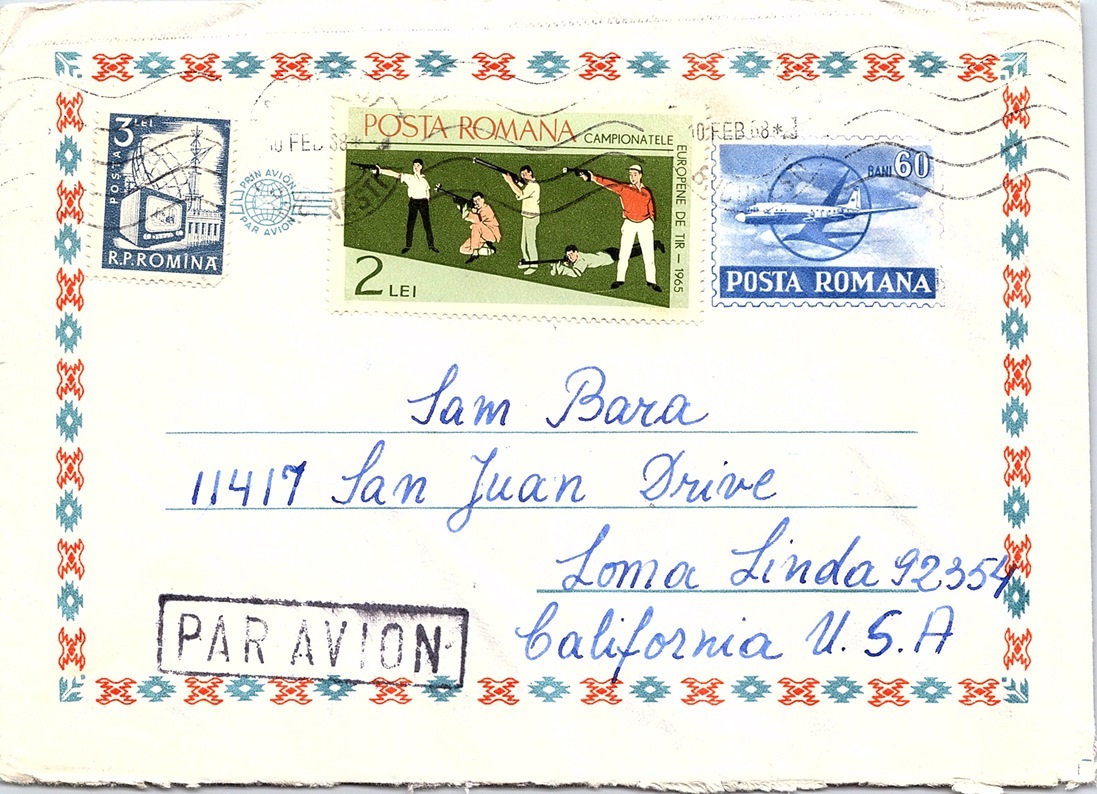 3 LEI
POSTA
R.P.ROMINA
10 FEB 68*
PRIN AVION
PAR AVION
POSTA ROMANA
CAMPIONATELE
EUROPENE DE TIR – 1965
2 LEI
10 FEB 68*
BANI 60
POSTA ROMANA
Sam Bara
11417 San Juan Drive
Loma Linda 92354
California U.S.A
PAR AVION